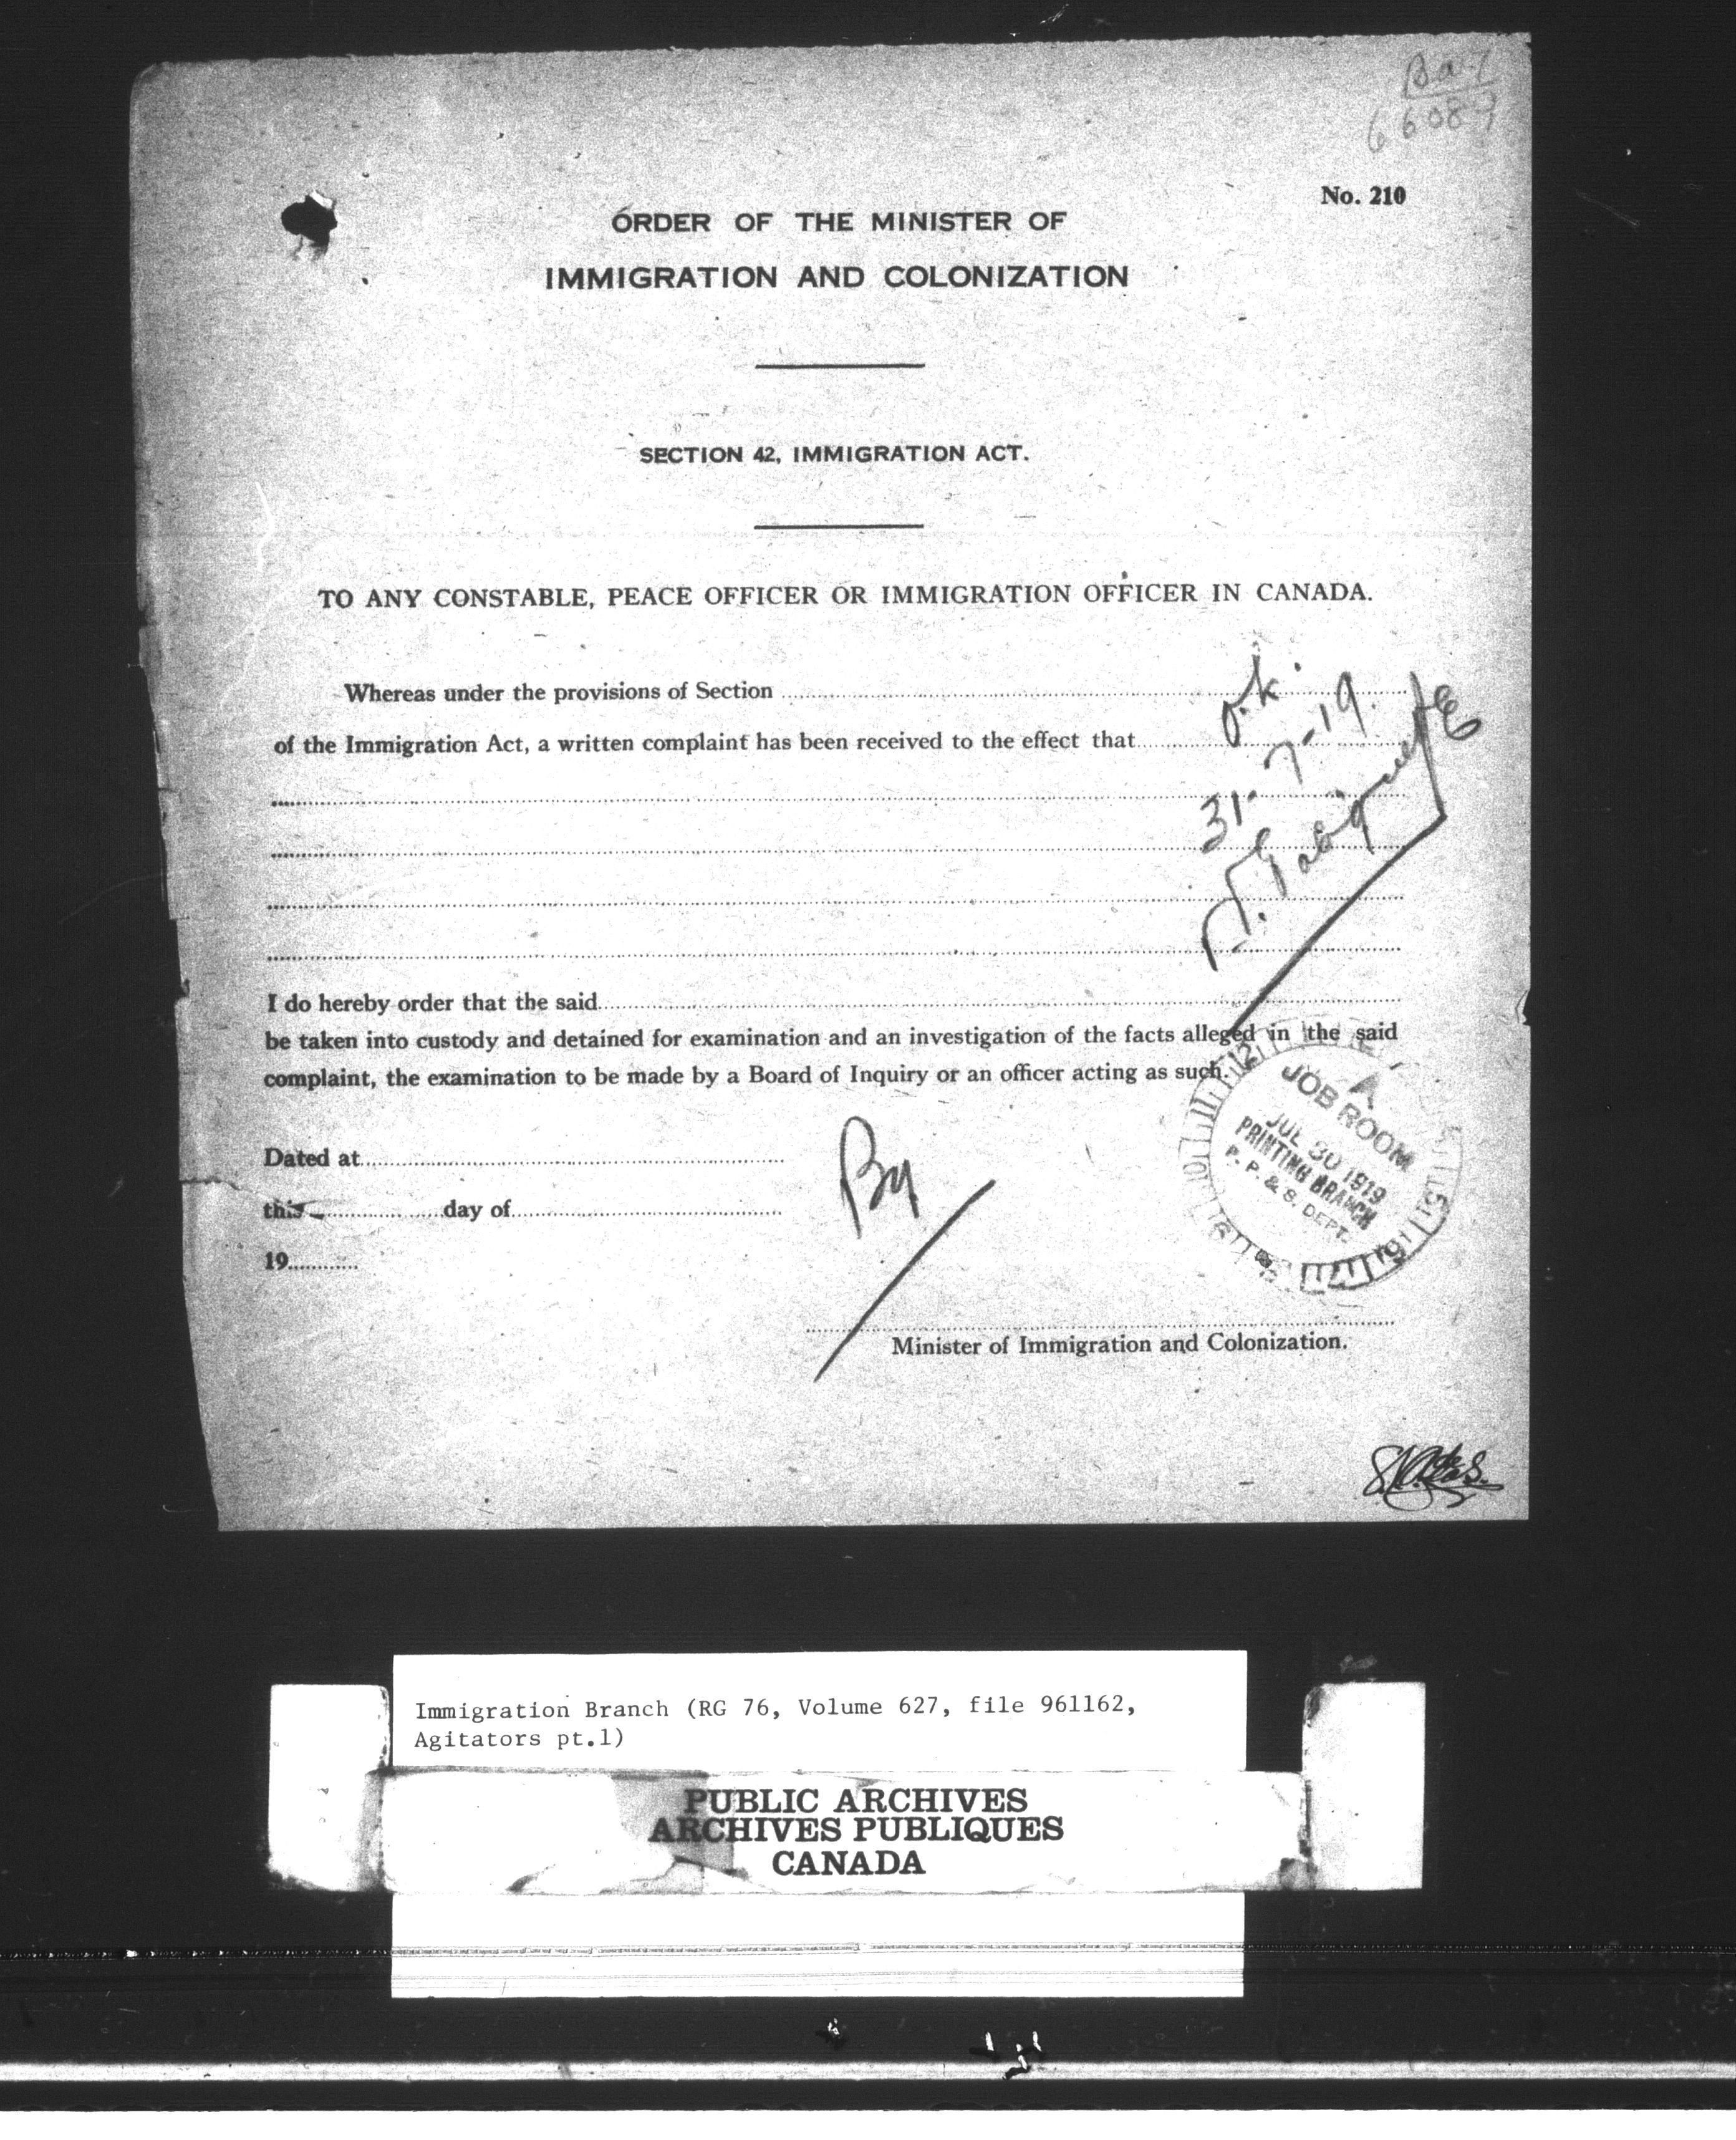 66089
No. 210
ORDER OF THE MINISTER OF
IMMIGRATION AND COLONIZATION
SECTION 42, IMMIGRATION ACT.
TO ANY CONSTABLE, PEACE OFFICER OR IMMIGRATION OFFICER IN CANADA.
Whereas under the provisions of Section
of the Immigration Act, a written complaint has been received to the effect that
o.k.
31-7-19.
I do hereby order that the said
be taken into custody and detained for examination and an investigation of the facts alleged in the said
complaint, the examination to be made by a Board of Inquiry or an officer acting as such.
JOB ROOM
JUL 30 1919
PRINTING BRANCH
P. P. & S. DEPT.
Dated at
this day of
19
Minister of Immigration and Colonization.
Immigration Branch (RG 76, Volume 627, file 961162,
Agitators pt.1)
PUBLIC ARCHIVES
ARCHIVES PUBLIQUES
CANADA